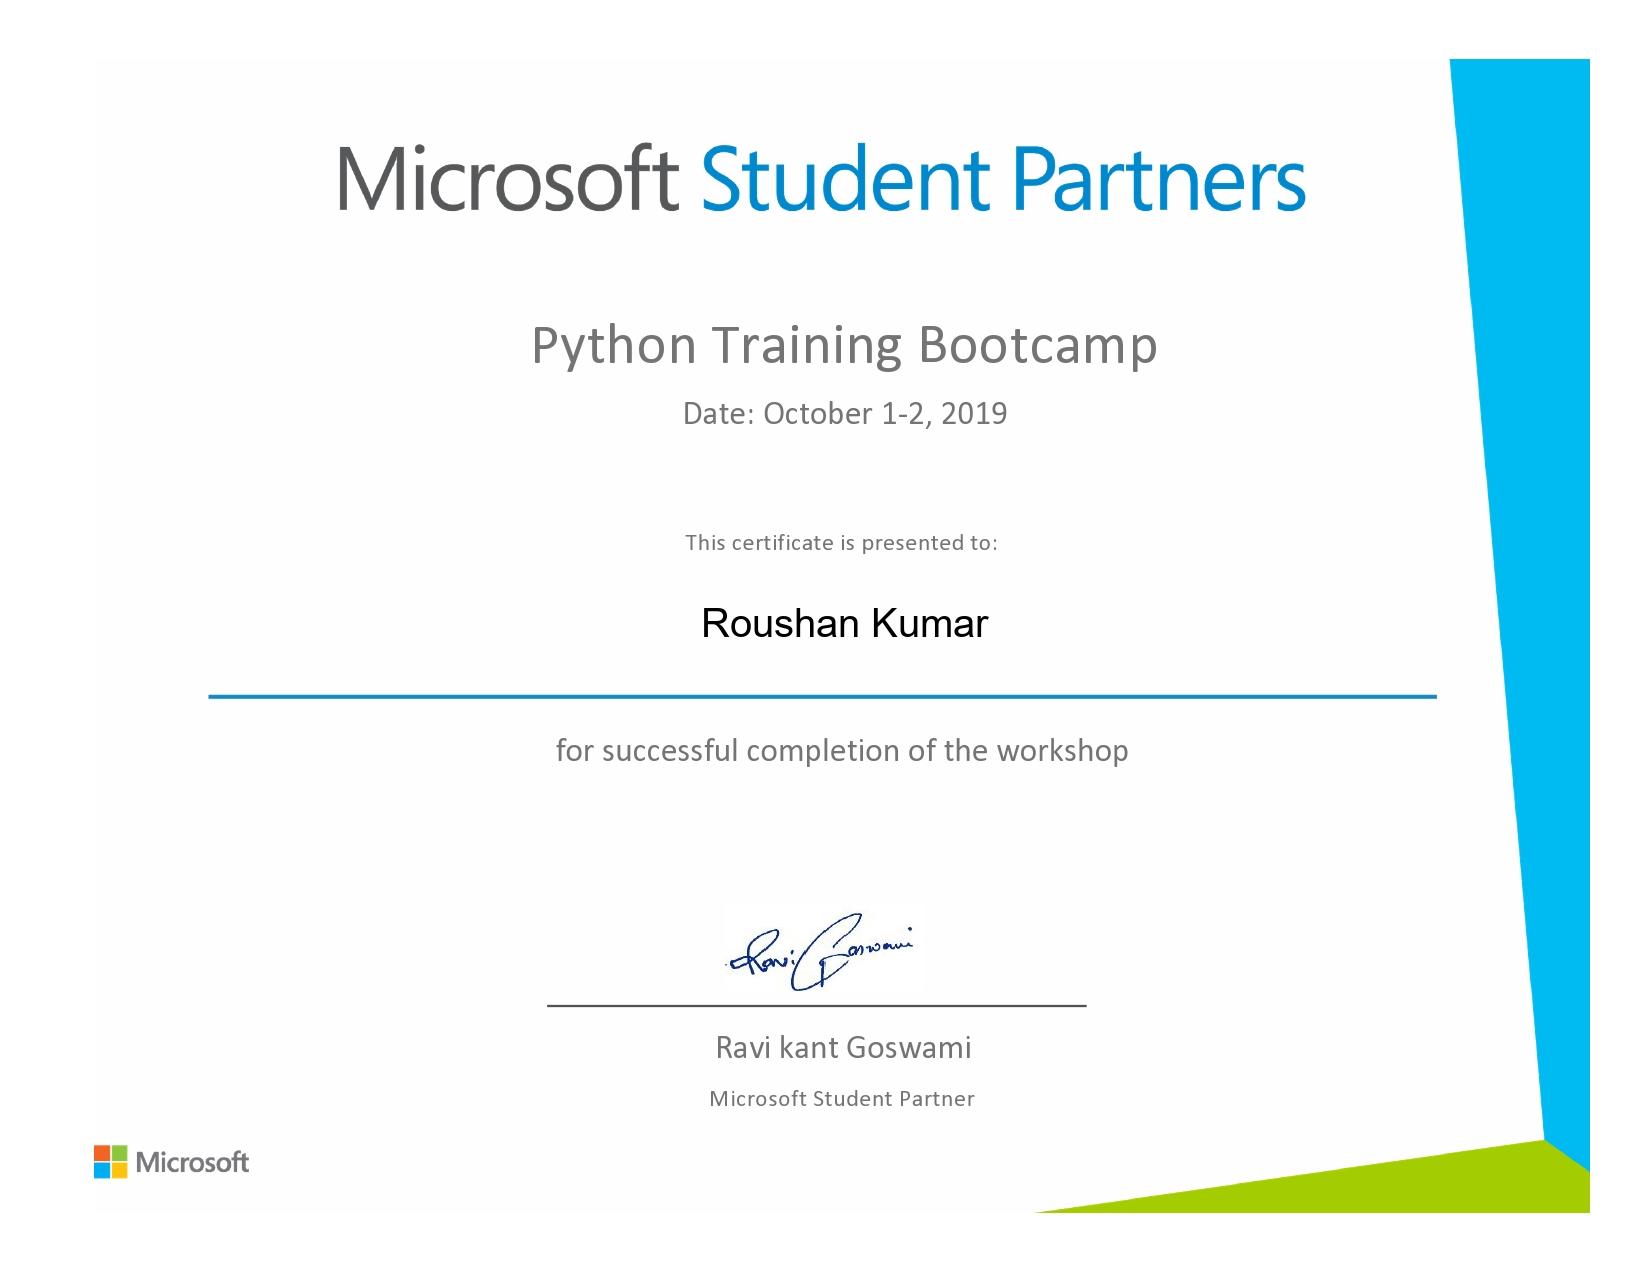 Microsoft Student Partners
Python Training Bootcamp
Date: October 1-2, 2019
This certificate is presented to:
Roushan Kumar
for successful completion of the workshop
Ravi Goswami
Ravi kant Goswami
Microsoft Student Partner
Microsoft